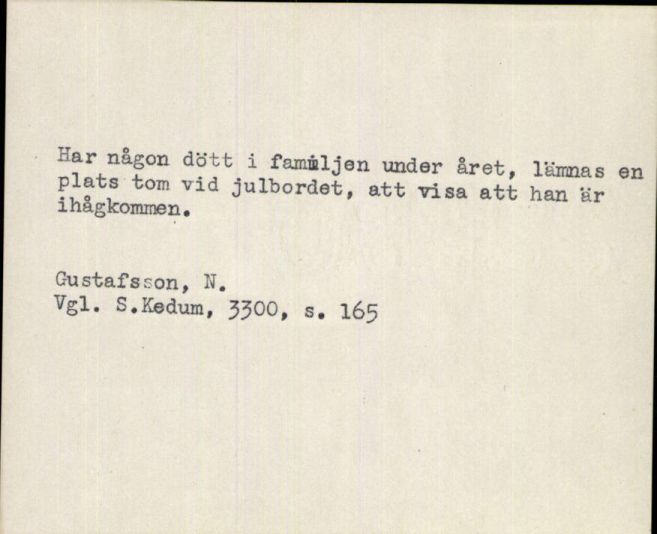 Har någon dött i familjen under året, lämnas en
plats tom vid julbordet, att visa att han är
ihågkommen.
Gustafsson, N.
Vgl. S.Kedum, 3300, s. 165